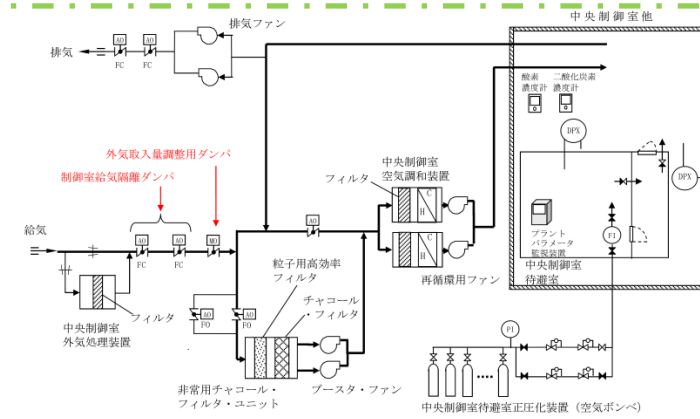 中央制御室他
排気ファン
排気
AO
AO
FC
FC
酸素
濃度計
二酸化炭素
濃度計
DPX
DPX
外気取入量調整用ダンパ
制御室給気隔離ダンパ
中央制御室
空気調和装置
フィルタ
C
H
C
H
AO
給気
AO
AO
MO
FC
FC
プラント
パラメータ
監視装置
FI
中央制御室
待避室
再循環用ファン
粒子用高効率
フィルタ
チャコール
・フィルタ
フィルタ
中央制御室
外気処理装置
AO
AO
FO
FO
PI
非常用チャコール・
フィルタ・ユニット
ブースタ・ファン
中央制御室待避室正圧化装置（空気ボンベ）